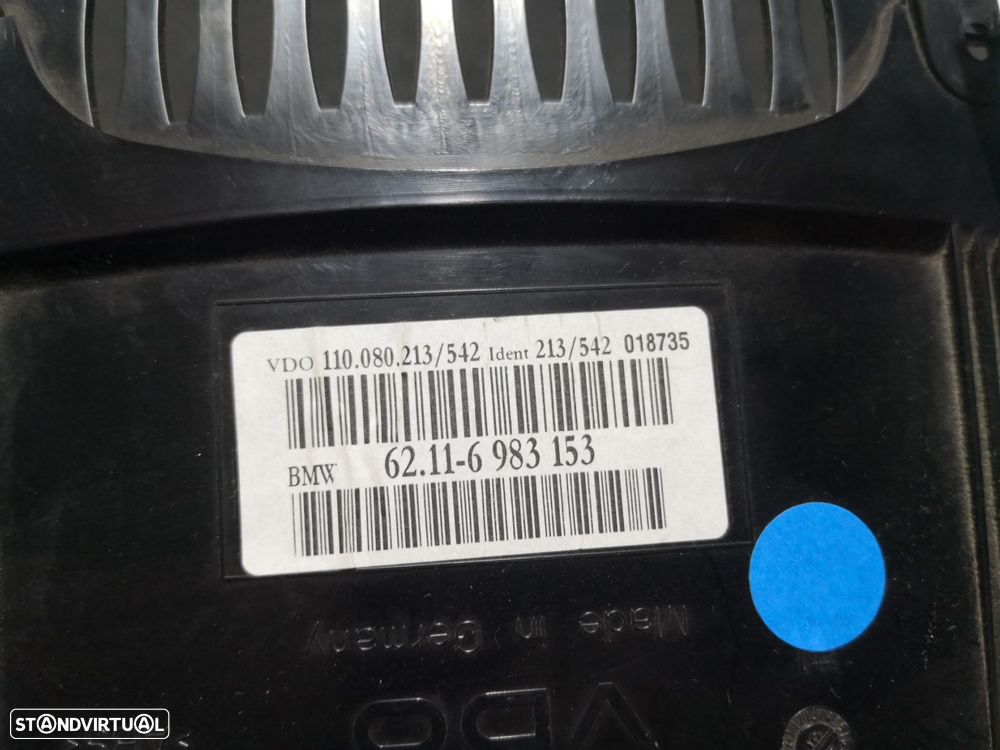 VDO 110.080.213/542 Ident 213/542 018735
BMW 62.11-6 983 153
Made in Germany
VDO
STANDVIRTUAL